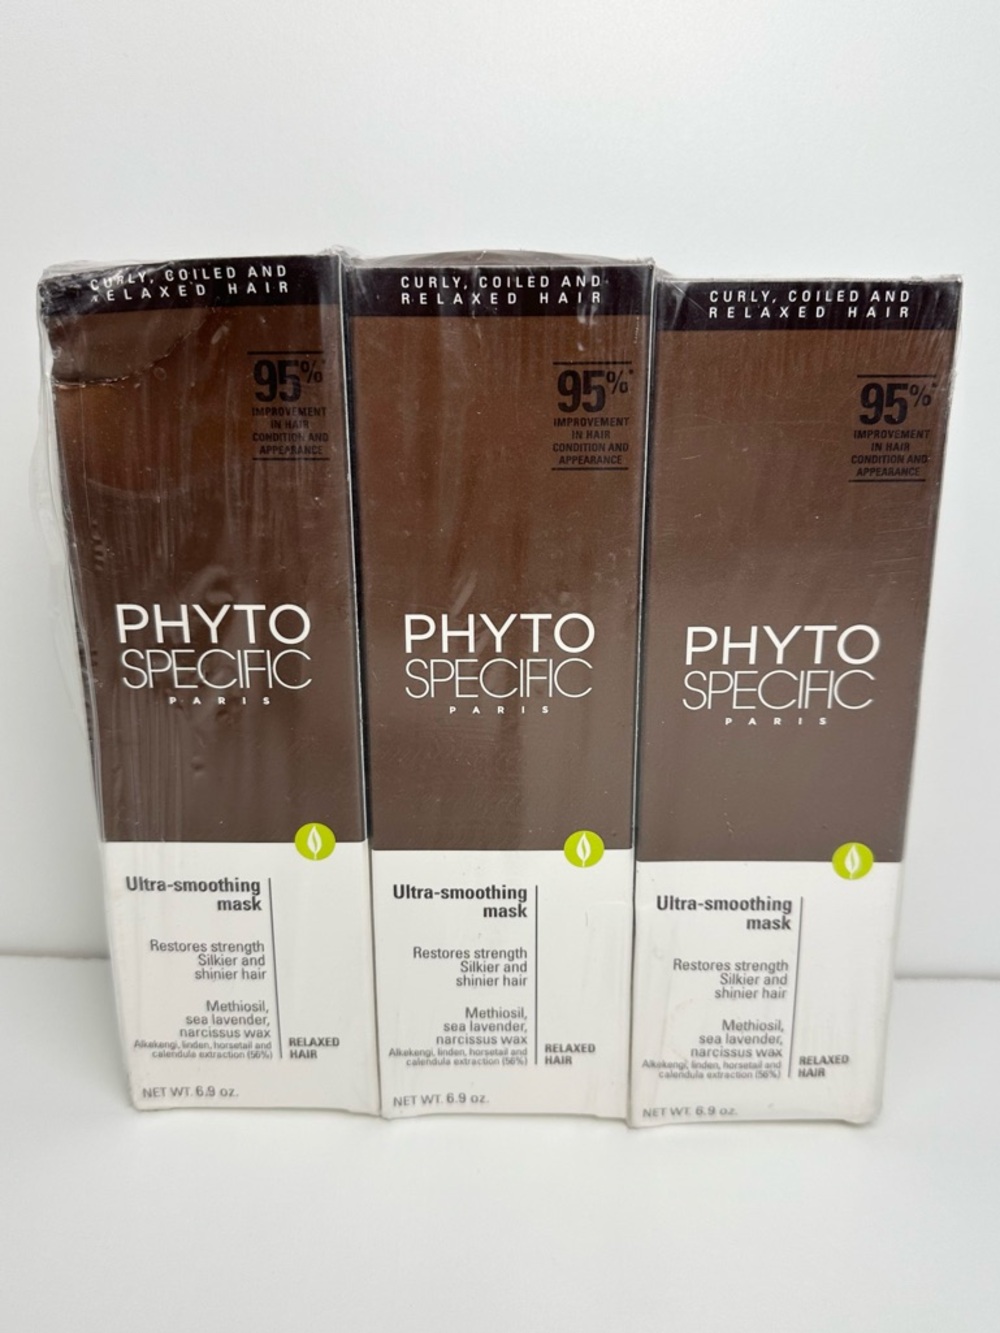 CURLY, COILED AND
RELAXED HAIR
95%*
IMPROVEMENT
IN HAIR
CONDITION AND
APPEARANCE
PHYTO
SPECIFIC
PARIS
Ultra-smoothing
mask
Restores strength
Silkier and
shinier hair
Methiosil,
sea lavender,
narcissus wax
Alkekengi, linden, horsetail and
calendula extraction (56%)
RELAXED
HAIR
NET WT. 6.9 oz.
CURLY, COILED AND
RELAXED HAIR
95%*
IMPROVEMENT
IN HAIR
CONDITION AND
APPEARANCE
PHYTO
SPECIFIC
PARIS
Ultra-smoothing
mask
Restores strength
Silkier and
shinier hair
Methiosil,
sea lavender,
narcissus wax
Alkekengi, linden, horsetail and
calendula extraction (56%)
RELAXED
HAIR
NET WT. 6.9 oz.
CURLY, COILED AND
RELAXED HAIR
95%*
IMPROVEMENT
IN HAIR
CONDITION AND
APPEARANCE
PHYTO
SPECIFIC
PARIS
Ultra-smoothing
mask
Restores strength
Silkier and
shinier hair
Methiosil,
sea lavender,
narcissus wax
Alkekengi, linden, horsetail and
calendula extraction (56%)
RELAXED
HAIR
NET WT. 6.9 oz.